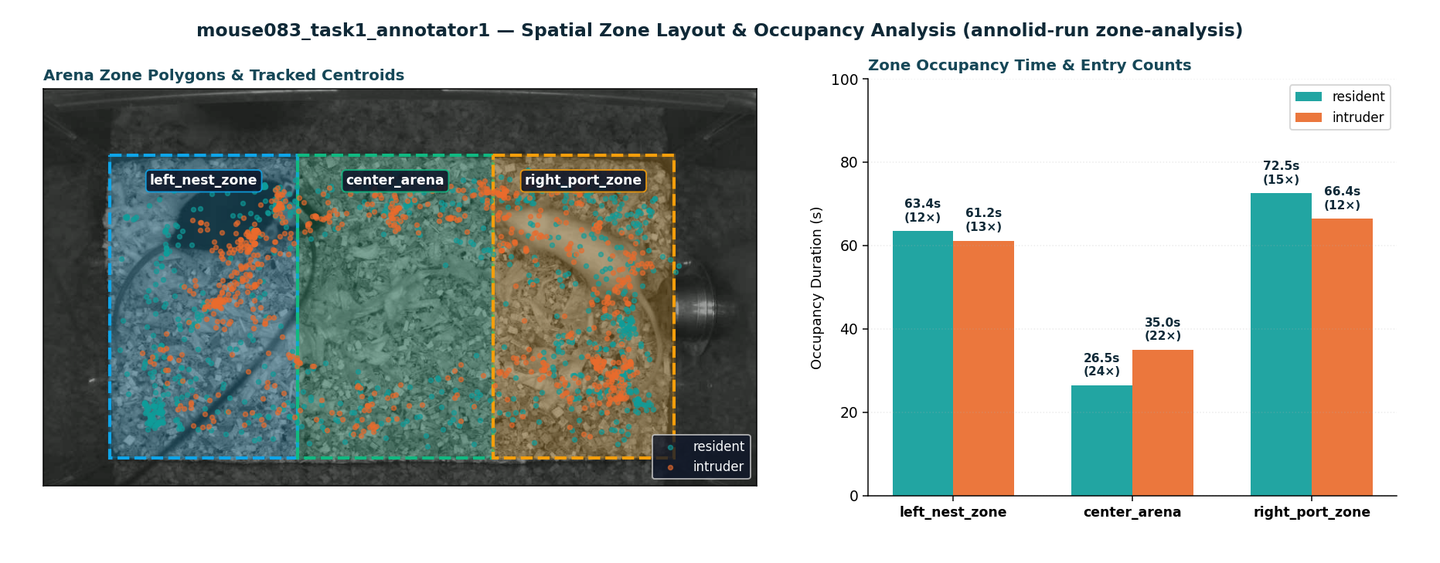 mouse083_task1_annotator1 — Spatial Zone Layout & Occupancy Analysis (annolid-run zone-analysis)
Arena Zone Polygons & Tracked Centroids
left_nest_zone
center_arena
right_port_zone
resident
intruder
Zone Occupancy Time & Entry Counts
Occupancy Duration (s)
100
80
60
40
20
0
resident
intruder
63.4s
(12×)
61.2s
(13×)
26.5s
(24×)
35.0s
(22×)
72.5s
(15×)
66.4s
(12×)
left_nest_zone
center_arena
right_port_zone